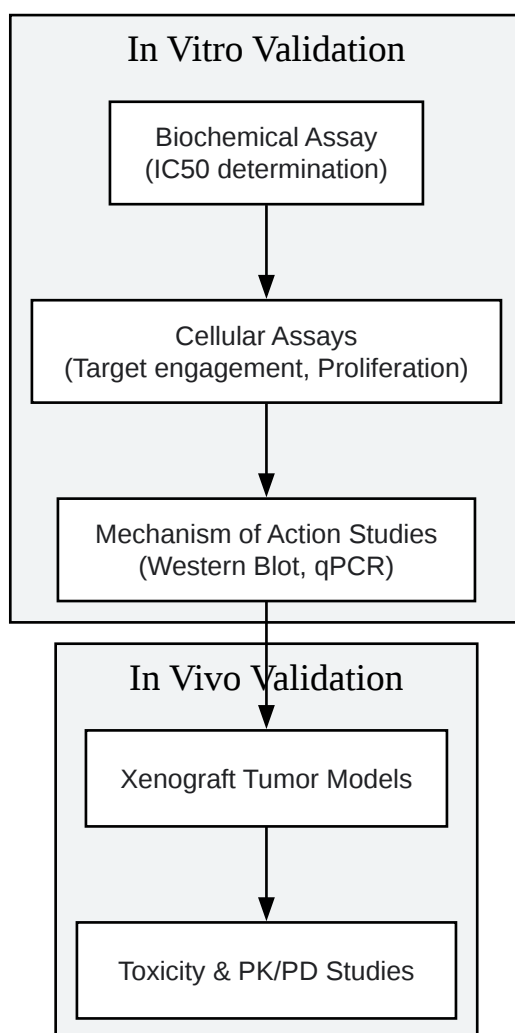 In Vitro Validation
Biochemical Assay
(IC50 determination)
Cellular Assays
(Target engagement, Proliferation)
Mechanism of Action Studies
(Western Blot, qPCR)
In Vivo Validation
Xenograft Tumor Models
Toxicity & PK/PD Studies